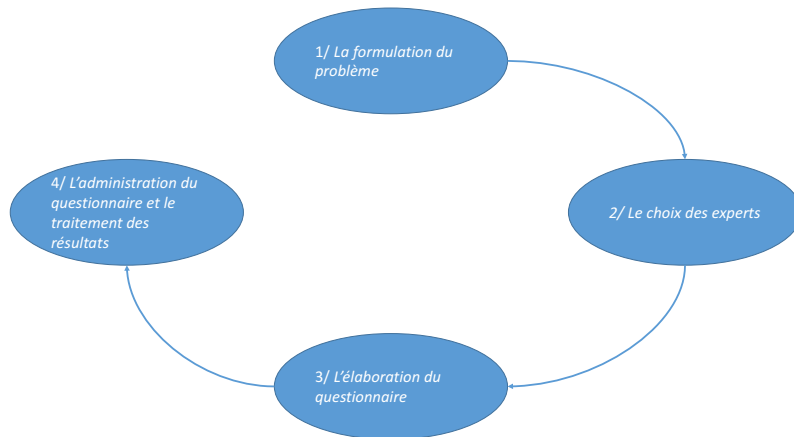 1/ La formulation du
problème
2/ Le choix des experts
3/ L'élaboration du
questionnaire
4/ L'administration du
questionnaire et le
traitement des
résultats